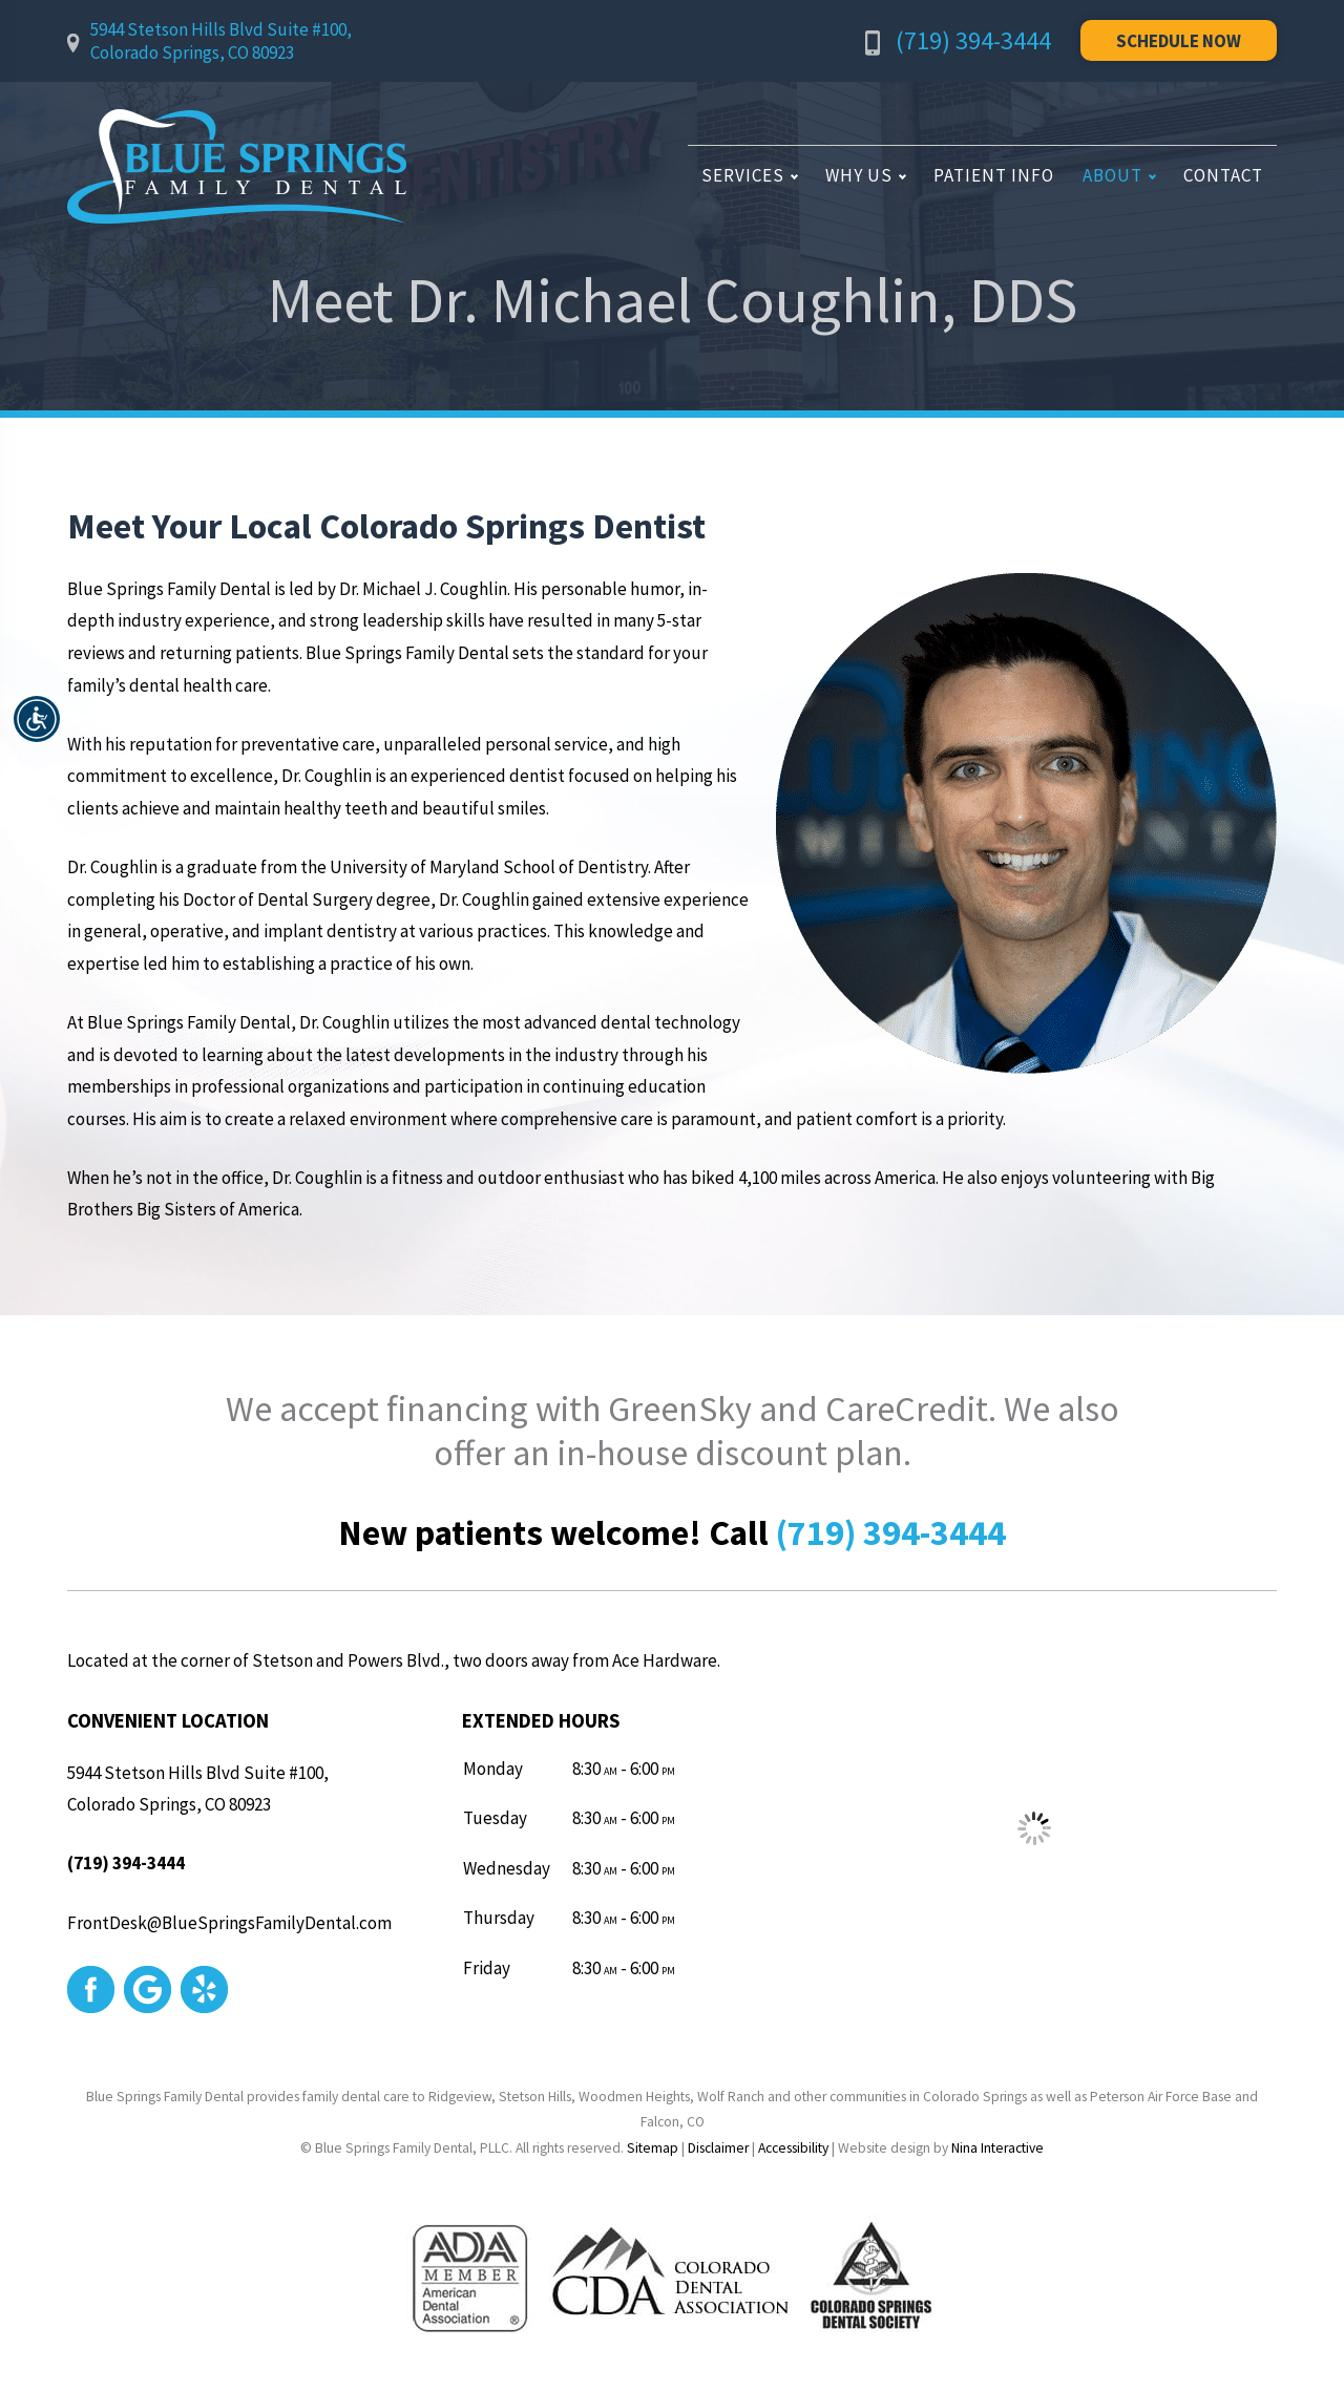 5944 Stetson Hills Blvd Suite #100,
Colorado Springs, CO 80923
(719) 394-3444
SCHEDULE NOW
BLUE SPRINGS
FAMILY DENTAL
DENTISTRY
SERVICES
WHY US
PATIENT INFO
ABOUT
CONTACT
Meet Dr. Michael Coughlin, DDS
100
Meet Your Local Colorado Springs Dentist
Blue Springs Family Dental is led by Dr. Michael J. Coughlin. His personable humor, in-
depth industry experience, and strong leadership skills have resulted in many 5-star
reviews and returning patients. Blue Springs Family Dental sets the standard for your
family’s dental health care.
With his reputation for preventative care, unparalleled personal service, and high
commitment to excellence, Dr. Coughlin is an experienced dentist focused on helping his
clients achieve and maintain healthy teeth and beautiful smiles.
Dr. Coughlin is a graduate from the University of Maryland School of Dentistry. After
completing his Doctor of Dental Surgery degree, Dr. Coughlin gained extensive experience
in general, operative, and implant dentistry at various practices. This knowledge and
expertise led him to establishing a practice of his own.
At Blue Springs Family Dental, Dr. Coughlin utilizes the most advanced dental technology
and is devoted to learning about the latest developments in the industry through his
memberships in professional organizations and participation in continuing education
courses. His aim is to create a relaxed environment where comprehensive care is paramount, and patient comfort is a priority.
When he’s not in the office, Dr. Coughlin is a fitness and outdoor enthusiast who has biked 4,100 miles across America. He also enjoys volunteering with Big
Brothers Big Sisters of America.
We accept financing with GreenSky and CareCredit. We also
offer an in-house discount plan.
New patients welcome! Call (719) 394-3444
Located at the corner of Stetson and Powers Blvd., two doors away from Ace Hardware.
CONVENIENT LOCATION
5944 Stetson Hills Blvd Suite #100,
Colorado Springs, CO 80923
(719) 394-3444
FrontDesk@BlueSpringsFamilyDental.com
EXTENDED HOURS
Monday 8:30 AM - 6:00 PM
Tuesday 8:30 AM - 6:00 PM
Wednesday 8:30 AM - 6:00 PM
Thursday 8:30 AM - 6:00 PM
Friday 8:30 AM - 6:00 PM
Blue Springs Family Dental provides family dental care to Ridgeview, Stetson Hills, Woodmen Heights, Wolf Ranch and other communities in Colorado Springs as well as Peterson Air Force Base and
Falcon, CO
© Blue Springs Family Dental, PLLC. All rights reserved. Sitemap | Disclaimer | Accessibility | Website design by Nina Interactive
ADA
MEMBER
American
Dental
Association ®
CDA
COLORADO
DENTAL
ASSOCIATION
COLORADO SPRINGS
DENTAL SOCIETY